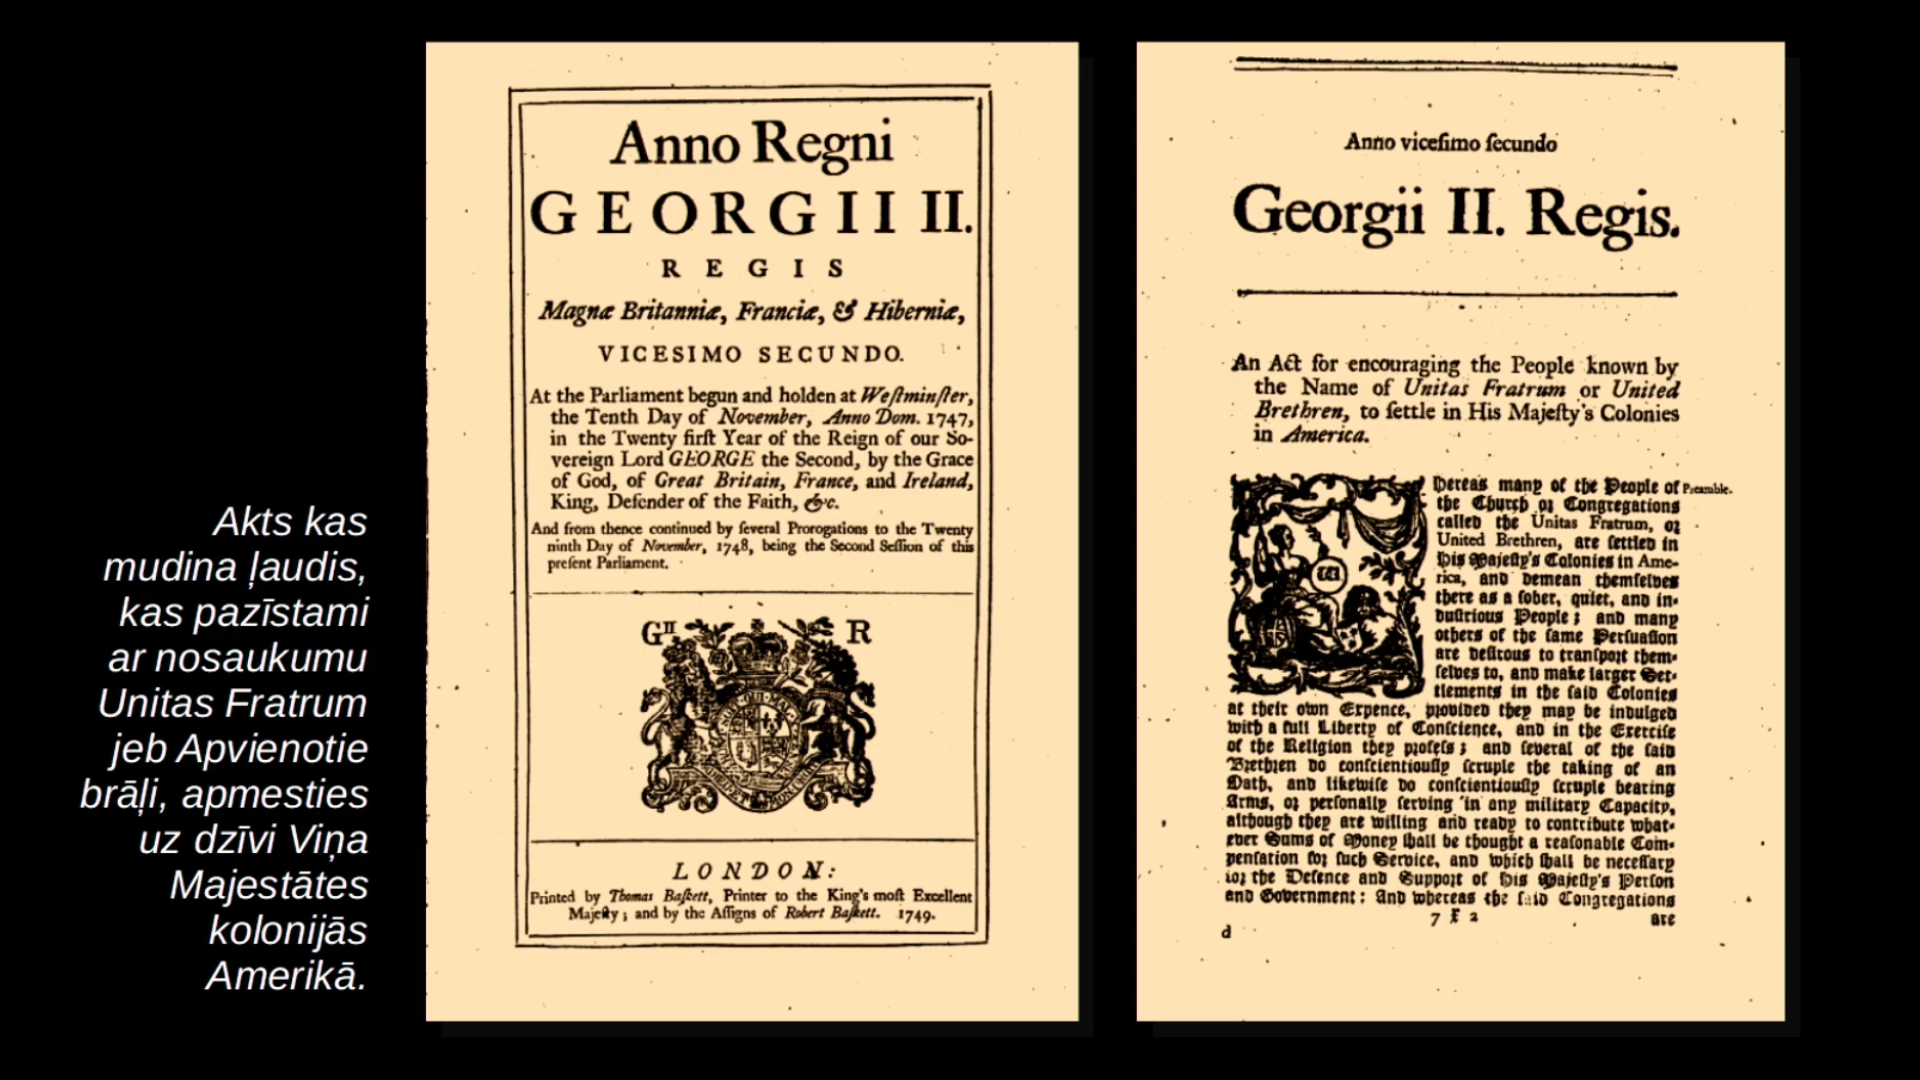 Akts kas
mudina ļaudis,
kas pazīstami
ar nosaukumu
Unitas Fratrum
jeb Apvienotie
brāļi, apmesties
uz dzīvi Viņa
Majestātes
kolonijās
Amerikā.
Anno Regni
GEORGII II.
REGIS
Magnæ Britanniæ, Franciæ, & Hiberniæ,
VICESIMO SECUNDO.
At the Parliament begun and holden at Weſtminſter,
the Tenth Day of November, Anno Dom. 1747,
in the Twenty firſt Year of the Reign of our So-
vereign Lord GEORGE the Second, by the Grace
of God, of Great Britain, France, and Ireland,
King, Defender of the Faith, &c.
And from thence continued by ſeveral Prorogations to the Twenty
ninth Day of November, 1748, being the Second Seſſion of this
preſent Parliament.
G II R
LONDON:
Printed by Thomas Baſkett, Printer to the King's moſt Excellent
Majeſty; and by the Aſſigns of Robert Baſkett. 1749.
Anno viceſimo ſecundo
Georgii II. Regis.
An Act for encouraging the People known by
the Name of Unitas Fratrum or United
Brethren, to ſettle in His Majeſty's Colonies
in America.
hereas many of the People of Preamble.
the Church or Congregations
called the Unitas Fratrum, or
United Brethren, are ſettled in
His Majeſty's Colonies in Ame-
rica, and demean themſelves
there as a ſober, quiet, and in-
duſtrious People; and many
others of the ſame Perſuaſion
are deſirous to tranſport them-
ſelves to, and make larger Set-
tlements in the ſaid Colonies
at their own Expence, provided they may be indulged
with a full Liberty of Conſcience, and in the Exerciſe
of the Religion they profeſs; and ſeveral of the ſaid
Brethren do conſcientiouſly ſcruple the taking of an
Oath, and likewiſe do conſcientiouſly ſcruple bearing
Arms, or perſonally ſerving in any military Capacity,
although they are willing and ready to contribute what-
ever Sums of Money ſhall be thought a reaſonable Com-
penſation for ſuch Service, and which ſhall be neceſſary
for the Defence and Support of His Majeſty's Perſon
and Government: And whereas the ſaid Congregations
7 X 2 are
d